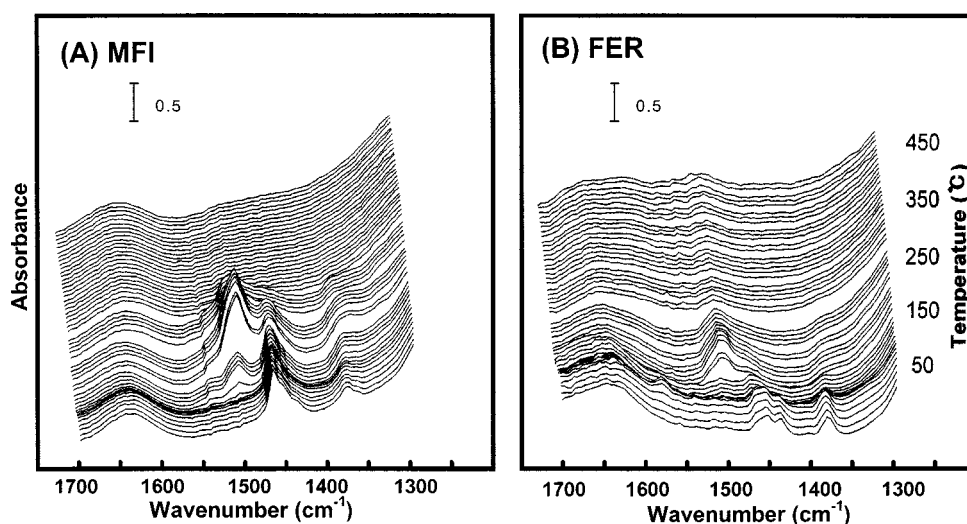 (A) MFI
0.5
Absorbance
1700 1600 1500 1400 1300
Wavenumber (cm⁻¹)
(B) FER
0.5
450
350
250
150
50
Temperature (℃)
1700 1600 1500 1400 1300
Wavenumber (cm⁻¹)